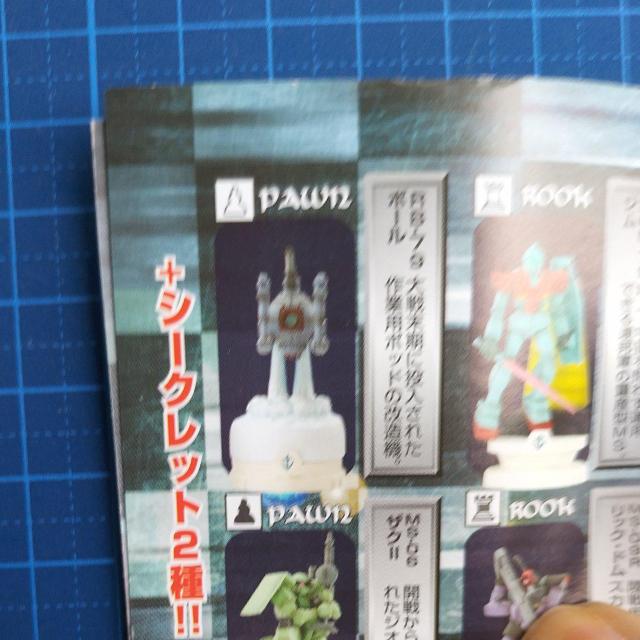 PAWN
RB-79
ボール
大戦末期に投入された
作業用ポッドの改造機。
ROOK
+シークレット2種!!
PAWN
MS-06
ザクII
開戦から
れたジオ
ROOK